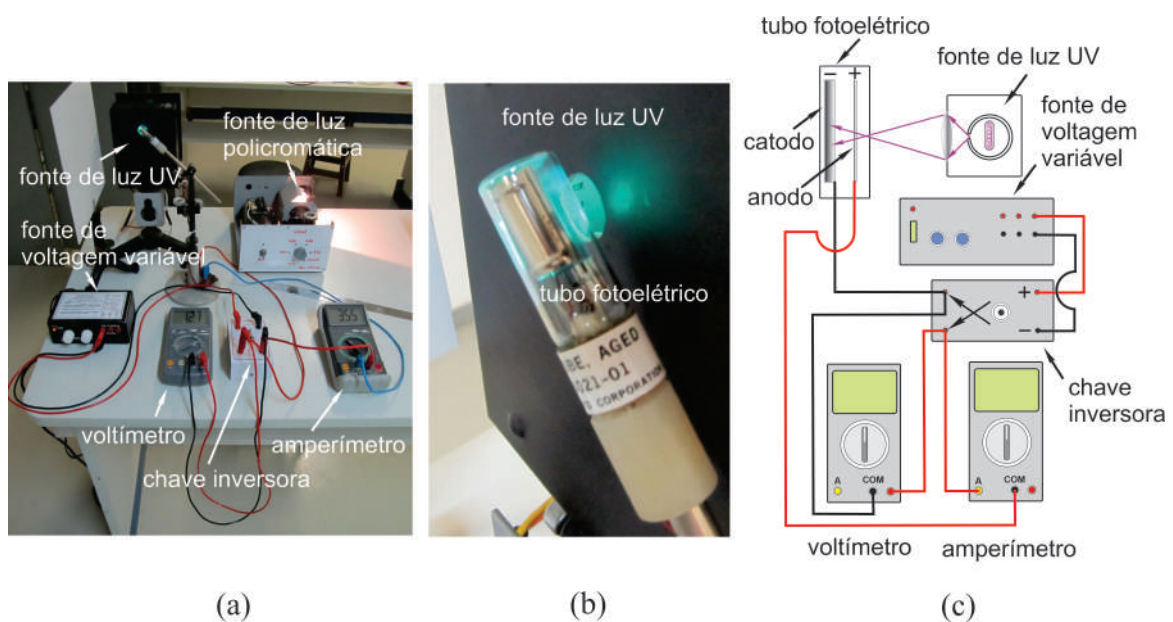 fonte de luz
policromática
fonte de luz UV
fonte de
voltagem variável
127
355
voltímetro
chave inversora
amperímetro
(a)
fonte de luz UV
tubo fotoelétrico
BE, AGED
021-01
CORPORATION
(b)
tubo fotoelétrico
fonte de luz UV
− +
catodo
anodo
fonte de
voltagem
variável
+
−
chave
inversora
A
COM
A
COM
voltímetro
amperímetro
(c)